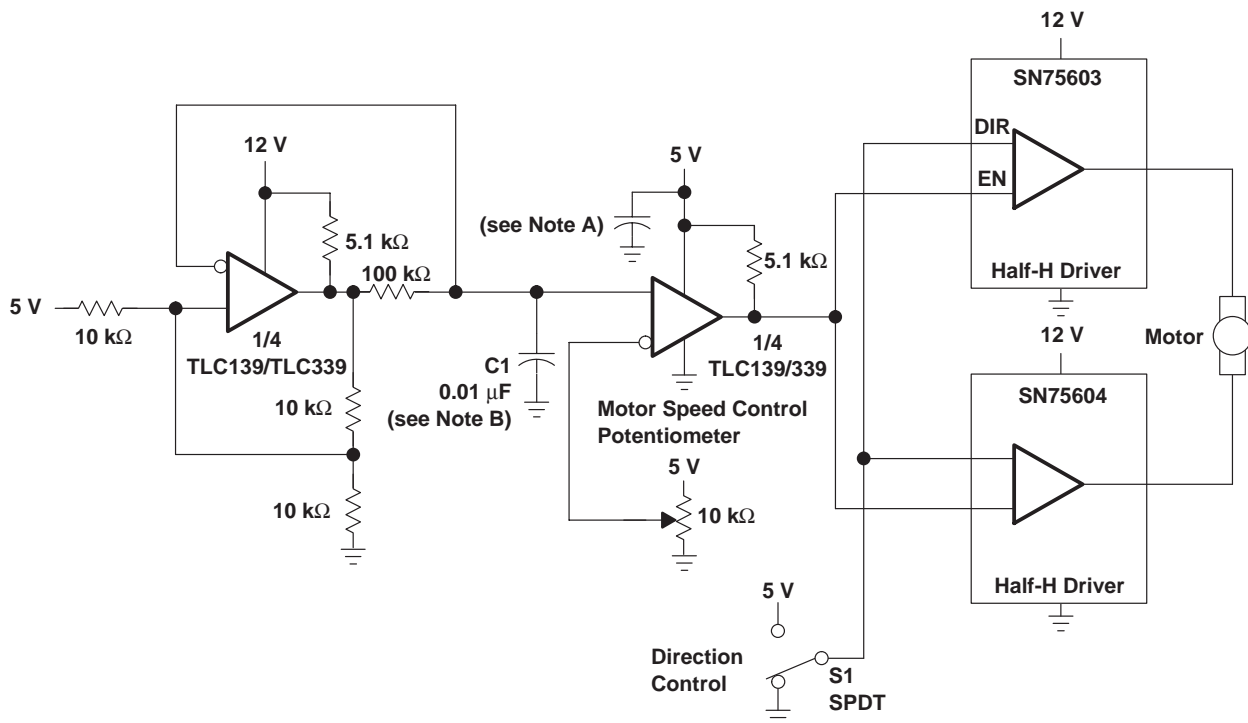 12 V
SN75603
DIR
EN
Half-H Driver
12 V
5.1 kΩ
100 kΩ
5 V
10 kΩ
1/4
TLC139/TLC339
10 kΩ
10 kΩ
5 V
(see Note A)
5.1 kΩ
1/4
TLC139/339
C1
0.01 μF
(see Note B)
Motor Speed Control
Potentiometer
5 V
10 kΩ
Motor
12 V
SN75604
Half-H Driver
5 V
Direction
Control
S1
SPDT